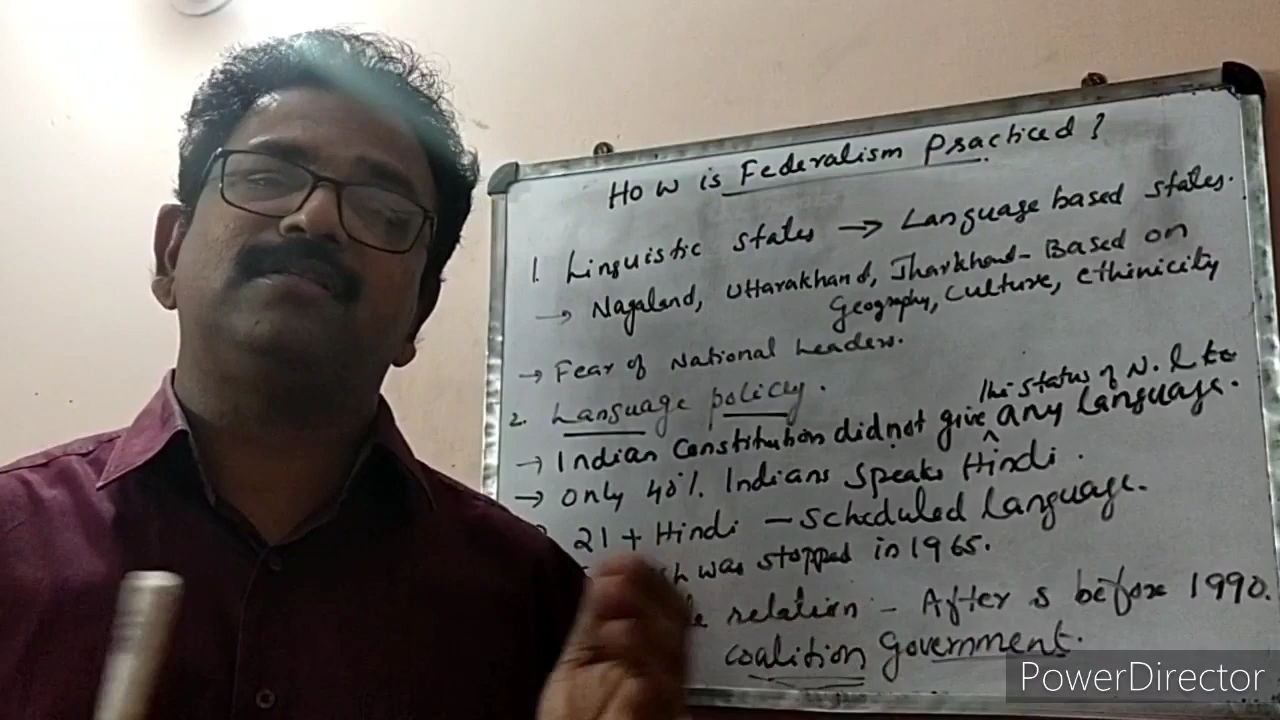 How is Federalism Practiced?
1. Linguistic states → Language based states.
→ Nagaland, Uttarakhand, Jharkhand - Based on
Geography, Culture, ethinicity
→ Fear of National Leaders.
2. Language policy.
the status of N.L to
→ Indian Constitution did not give ^ any Language.
→ Only 40%. Indians speaks Hindi.
21 + Hindi - Scheduled Language.
was stopped in 1965.
relation - After & before 1990.
coalition Government.
PowerDirector